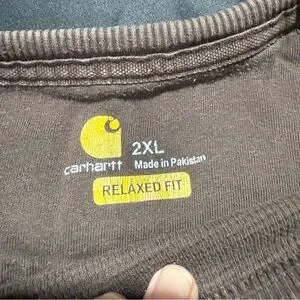 carhartt
2XL
Made in Pakistan
RELAXED FIT